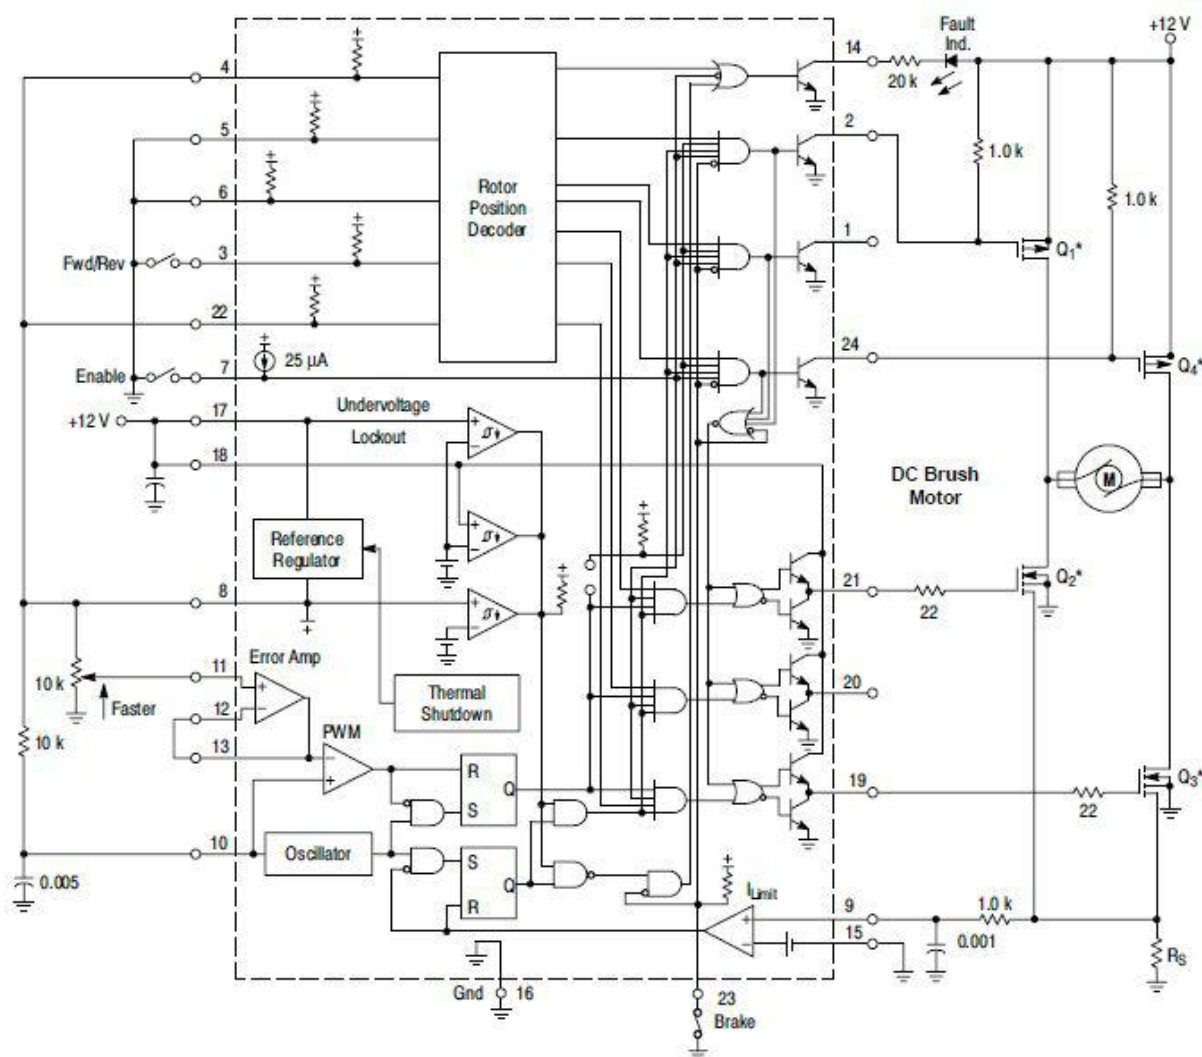 Fault
Ind.
+12 V
14
20 k
4
2
5
1.0 k
1.0 k
6
Rotor
Position
Decoder
1
Q1*
Fwd/Rev
3
22
24
Q4*
Enable
7
25 µA
+12 V
17
Undervoltage
Lockout
18
DC Brush
Motor
M
Reference
Regulator
21
22
Q2*
8
Error Amp
11
10 k
Faster
12
Thermal
Shutdown
20
10 k
13
PWM
R
Q
S
19
22
Q3*
10
Oscillator
S
Q
R
0.005
ILimit
9
1.0 k
15
0.001
RS
Gnd
16
23
Brake